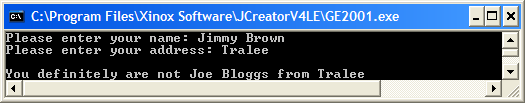 C:\Program Files\Xinox Software\JCreatorV4LE\GE2001.exe
Please enter your name: Jimmy Brown
Please enter your address: Tralee
You definitely are not Joe Bloggs from Tralee